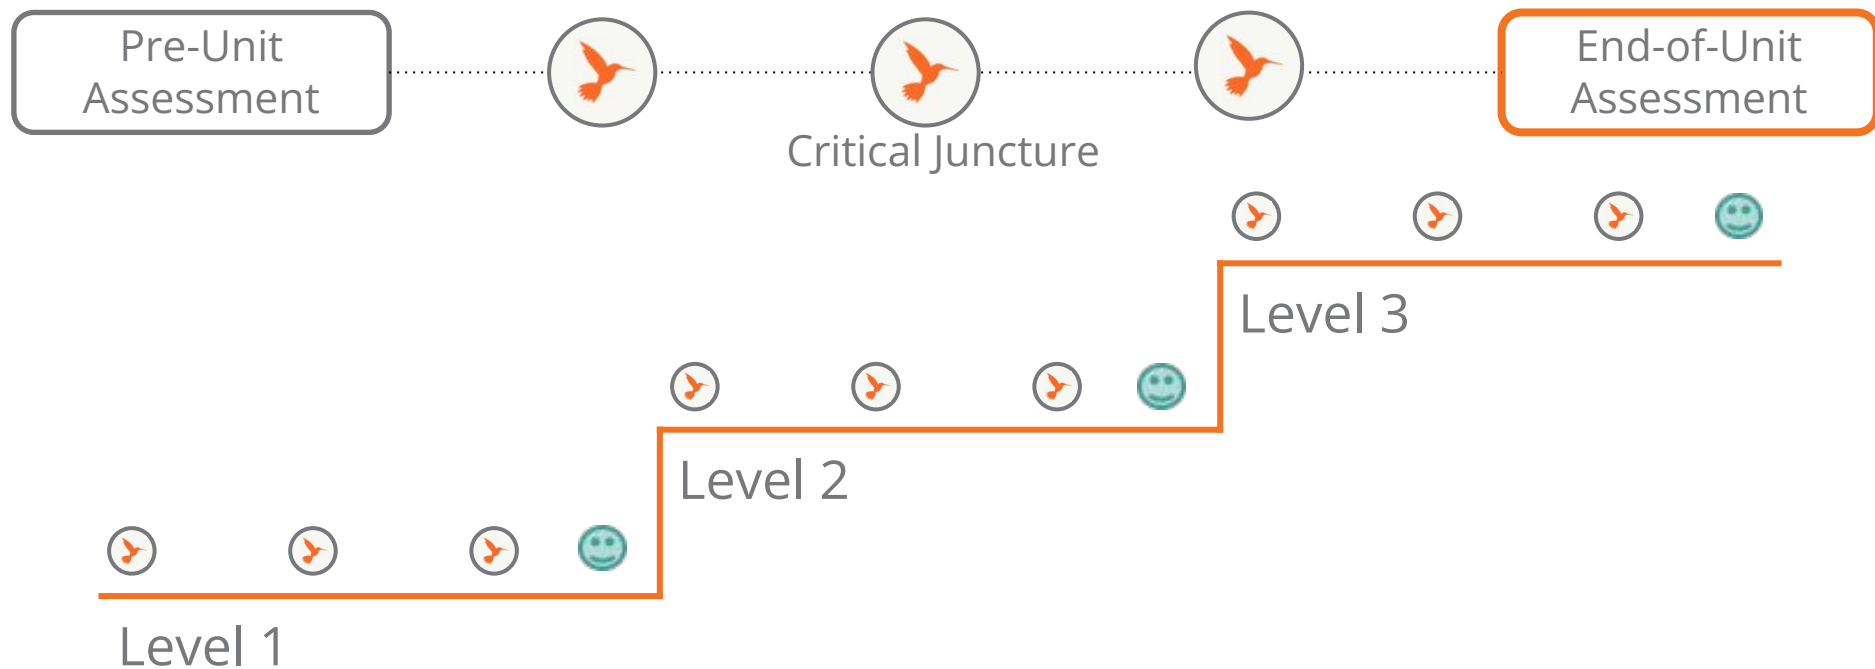 Pre-Unit
Assessment
End-of-Unit
Assessment
Critical Juncture
Level 3
Level 2
Level 1